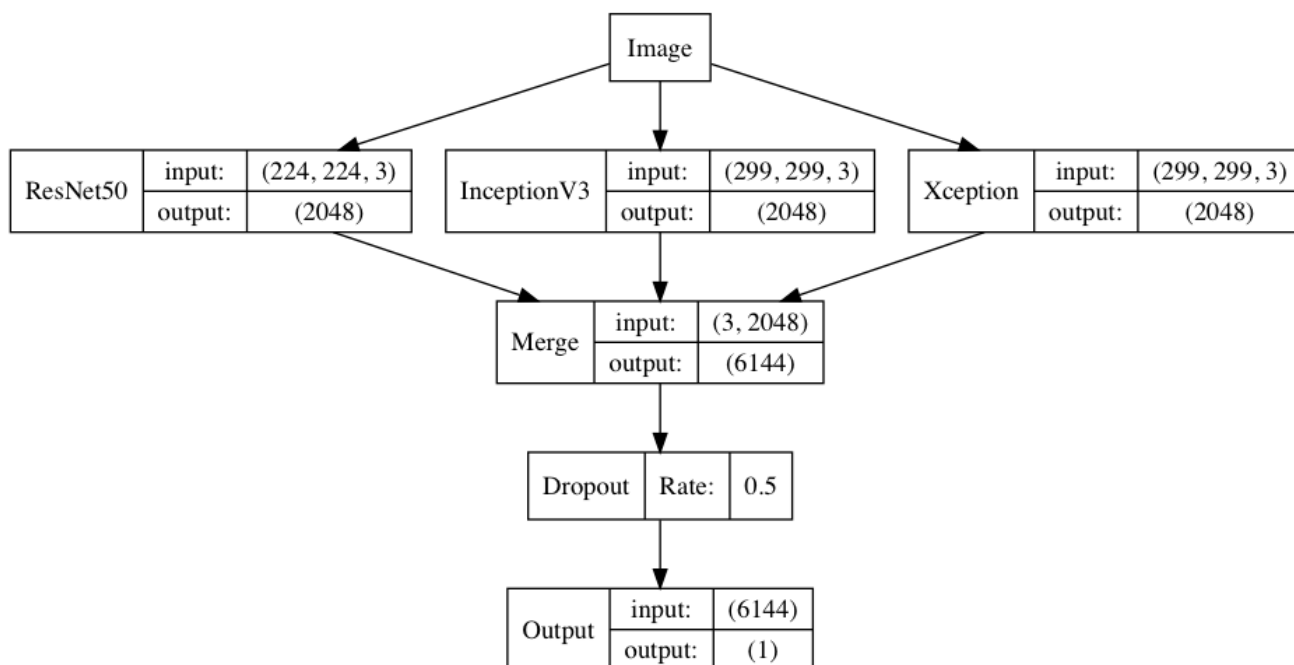 Image
ResNet50 input: (224, 224, 3)
output: (2048)
InceptionV3 input: (299, 299, 3)
output: (2048)
Xception input: (299, 299, 3)
output: (2048)
Merge input: (3, 2048)
output: (6144)
Dropout Rate: 0.5
Output input: (6144)
output: (1)